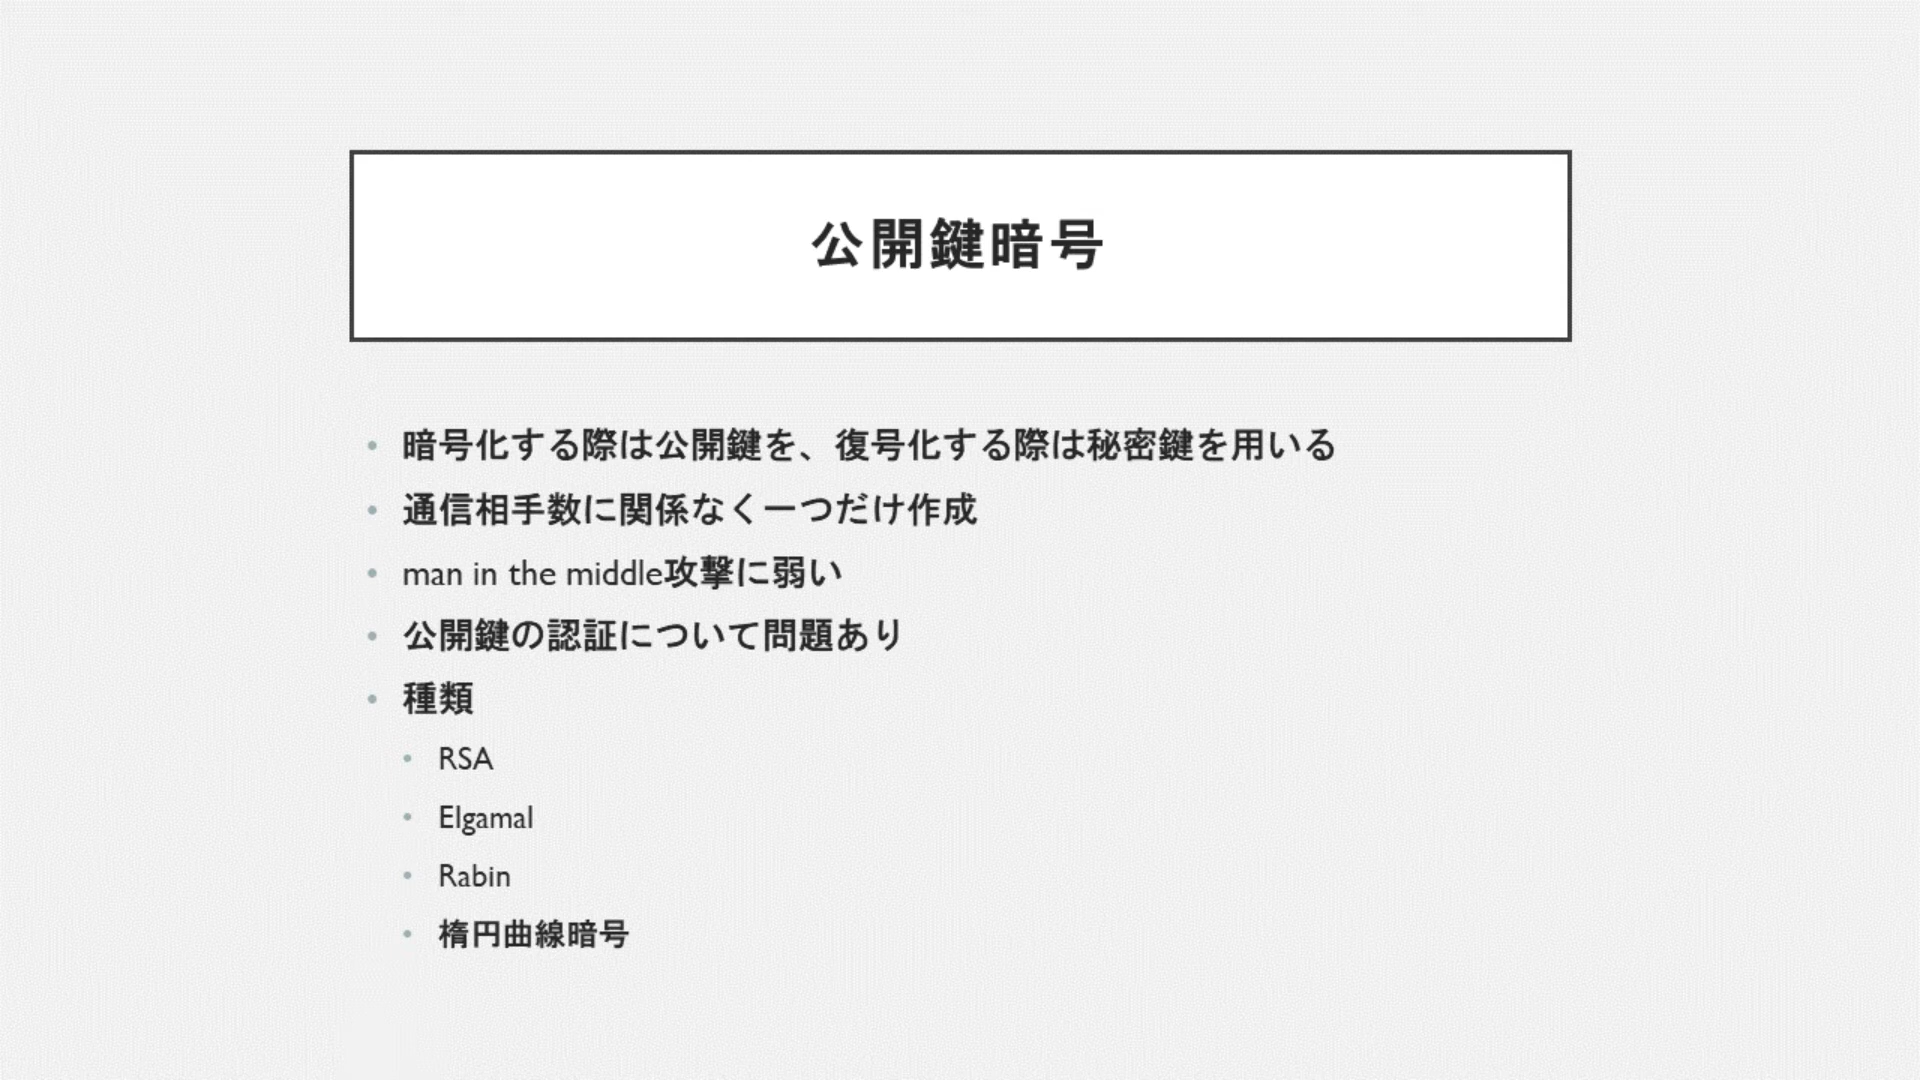 公開鍵暗号
暗号化する際は公開鍵を、復号化する際は秘密鍵を用いる
通信相手数に関係なく一つだけ作成
man in the middle攻撃に弱い
公開鍵の認証について問題あり
種類
RSA
Elgamal
Rabin
楕円曲線暗号